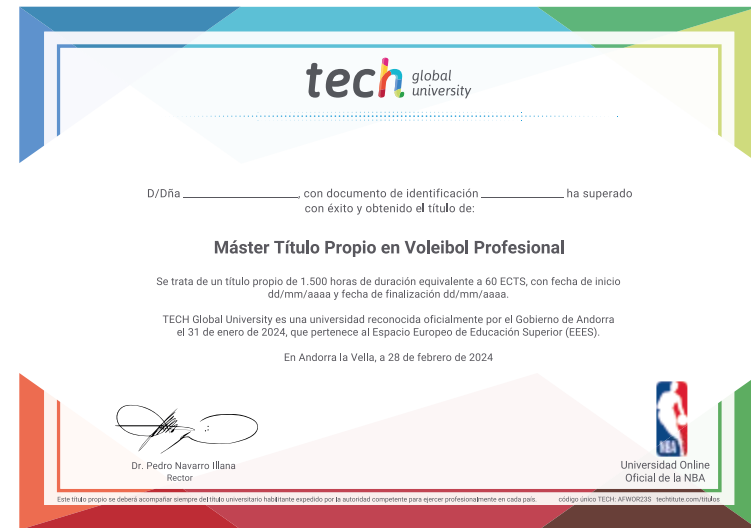 tech global university
D/Dña ____________________, con documento de identificación ______________ ha superado
con éxito y obtenido el título de:
Máster Título Propio en Voleibol Profesional
Se trata de un título propio de 1.500 horas de duración equivalente a 60 ECTS, con fecha de inicio
dd/mm/aaaa y fecha de finalización dd/mm/aaaa.
TECH Global University es una universidad reconocida oficialmente por el Gobierno de Andorra
el 31 de enero de 2024, que pertenece al Espacio Europeo de Educación Superior (EEES).
En Andorra la Vella, a 28 de febrero de 2024
Dr. Pedro Navarro Illana
Rector
NBA
Universidad Online
Oficial de la NBA
Este título propio se deberá acompañar siempre del título universitario habilitante expedido por la autoridad competente para ejercer profesionalmente en cada país. código único TECH: AFWOR23S techtitute.com/titulos